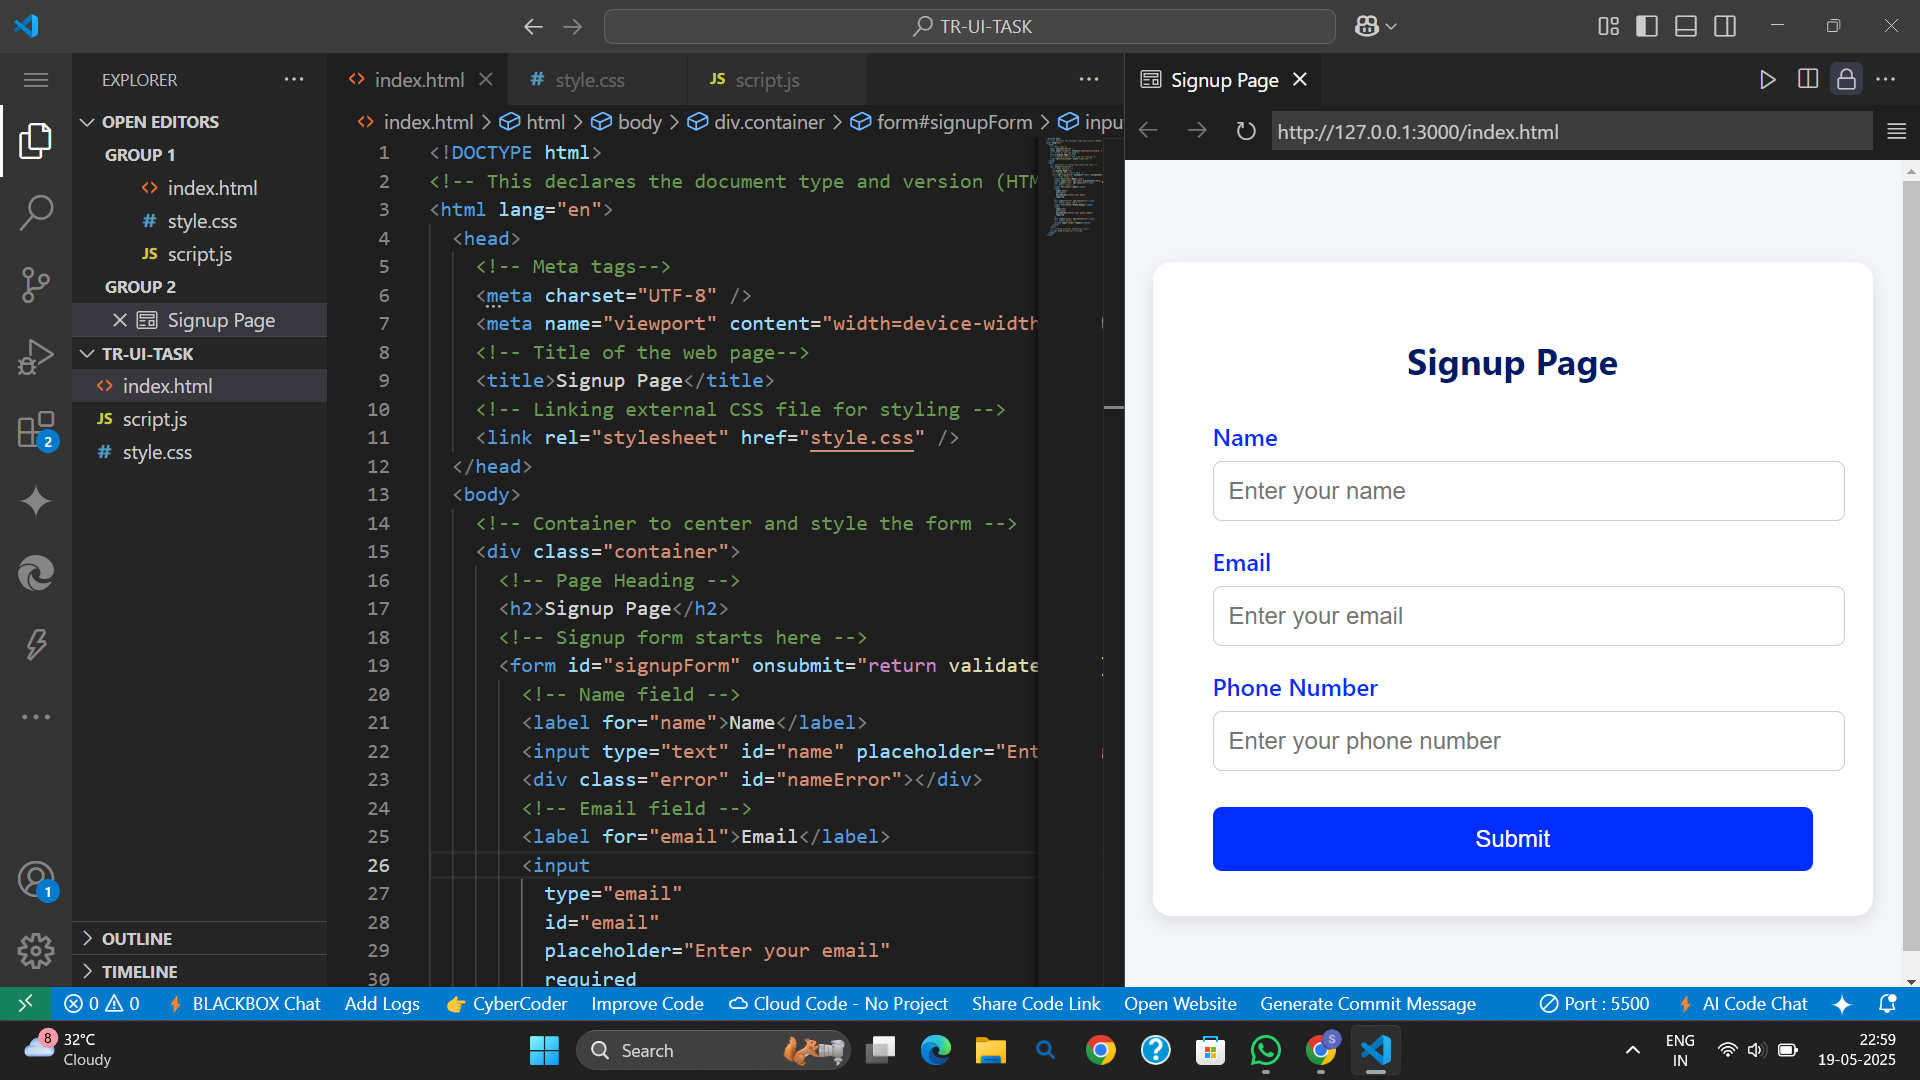 TR-UI-TASK
EXPLORER
OPEN EDITORS
GROUP 1
index.html
style.css
script.js
GROUP 2
Signup Page
TR-UI-TASK
index.html
script.js
style.css
OUTLINE
TIMELINE
2
1
index.html
style.css
JS script.js
index.html > html > body > div.container > form#signupForm >
1 <!DOCTYPE html>
2 <!-- This declares the document type and version
3 <html lang="en">
4 <head>
5 <!-- Meta tags-->
6 <meta charset="UTF-8" />
7 <meta name="viewport" content="width=device-width
8 <!-- Title of the web page-->
9 <title>Signup Page</title>
10 <!-- Linking external CSS file for styling -->
11 <link rel="stylesheet" href="style.css" />
12 </head>
13 <body>
14 <!-- Container to center and style the form -->
15 <div class="container">
16 <!-- Page Heading -->
17 <h2>Signup Page</h2>
18 <!-- Signup form starts here -->
19 <form id="signupForm" onsubmit="return validate
20 <!-- Name field -->
21 <label for="name">Name</label>
22 <input type="text" id="name" placeholder="Ent
23 <div class="error" id="nameError"></div>
24 <!-- Email field -->
25 <label for="email">Email</label>
26 <input
27 type="email"
28 id="email"
29 placeholder="Enter your email"
30 required
Signup Page
http://127.0.0.1:3000/index.html
Signup Page
Name
Enter your name
Email
Enter your email
Phone Number
Enter your phone number
Submit
0 0 BLACKBOX Chat Add Logs CyberCoder Improve Code Cloud Code - No Project Share Code Link Open Website Generate Commit Message Port : 5500 AI Code Chat
8
32°C
Cloudy
Search
S
ENG
IN
22:59
19-05-2025